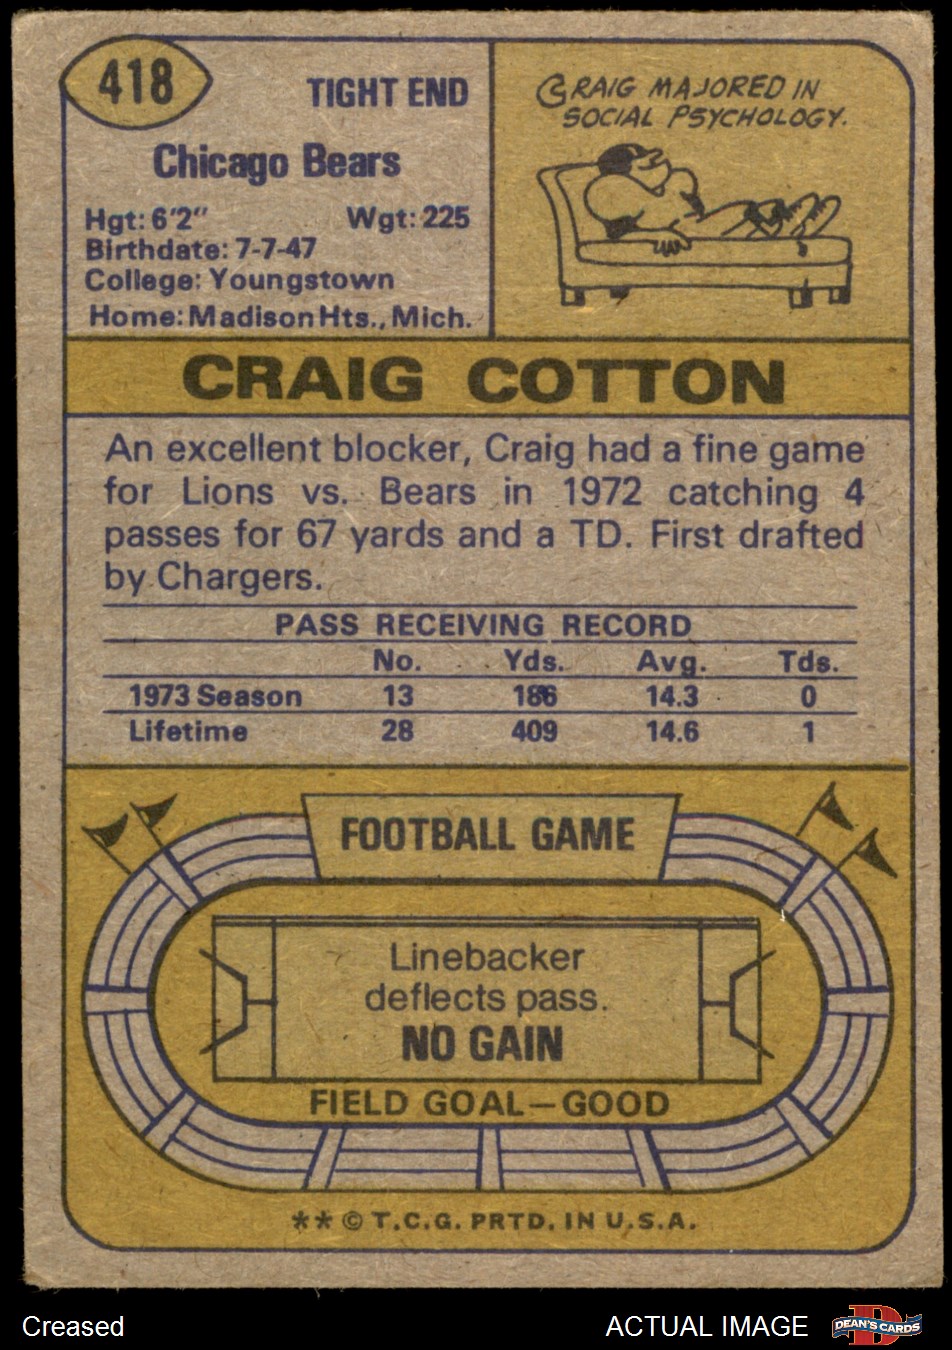 418
TIGHT END
Chicago Bears
Hgt: 6'2" Wgt: 225
Birthdate: 7-7-47
College: Youngstown
Home: Madison Hts., Mich.
CRAIG MAJORED IN
SOCIAL PSYCHOLOGY.
CRAIG COTTON
An excellent blocker, Craig had a fine game
for Lions vs. Bears in 1972 catching 4
passes for 67 yards and a TD. First drafted
by Chargers.
PASS RECEIVING RECORD
No. Yds. Avg. Tds.
1973 Season 13 186 14.3 0
Lifetime 28 409 14.6 1
FOOTBALL GAME
Linebacker
deflects pass.
NO GAIN
FIELD GOAL—GOOD
** © T.C.G. PRTD. IN U.S.A.
Creased
ACTUAL IMAGE
D
DEAN'S CARDS